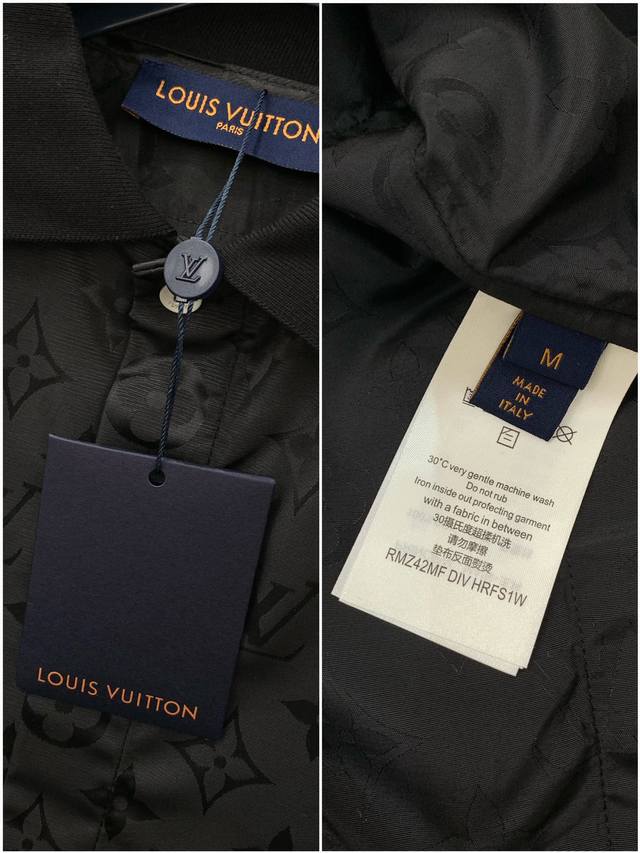 LOUIS VUITTON
PARIS
LV
LOUIS VUITTON
M
MADE
IN
ITALY
30°C very gentle machine wash
Do not rub
Iron inside out profecting garment
with a fabric in between
30摄氏度超揉机洗
请勿摩擦
垫布反面熨烫
RMZ42MF DIV HRFS1W